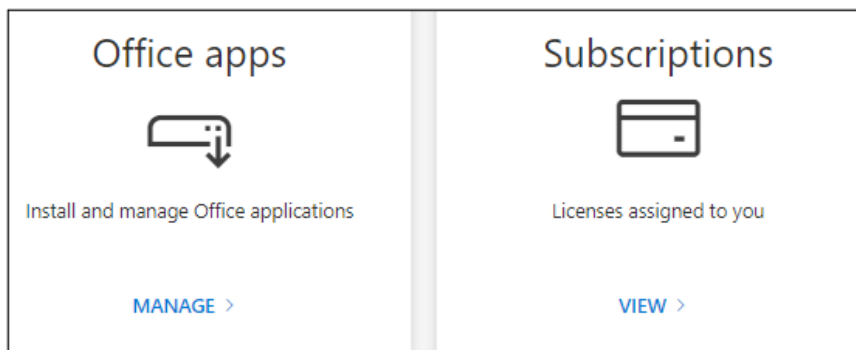 Office apps
Install and manage Office applications
MANAGE >
Subscriptions
Licenses assigned to you
VIEW >